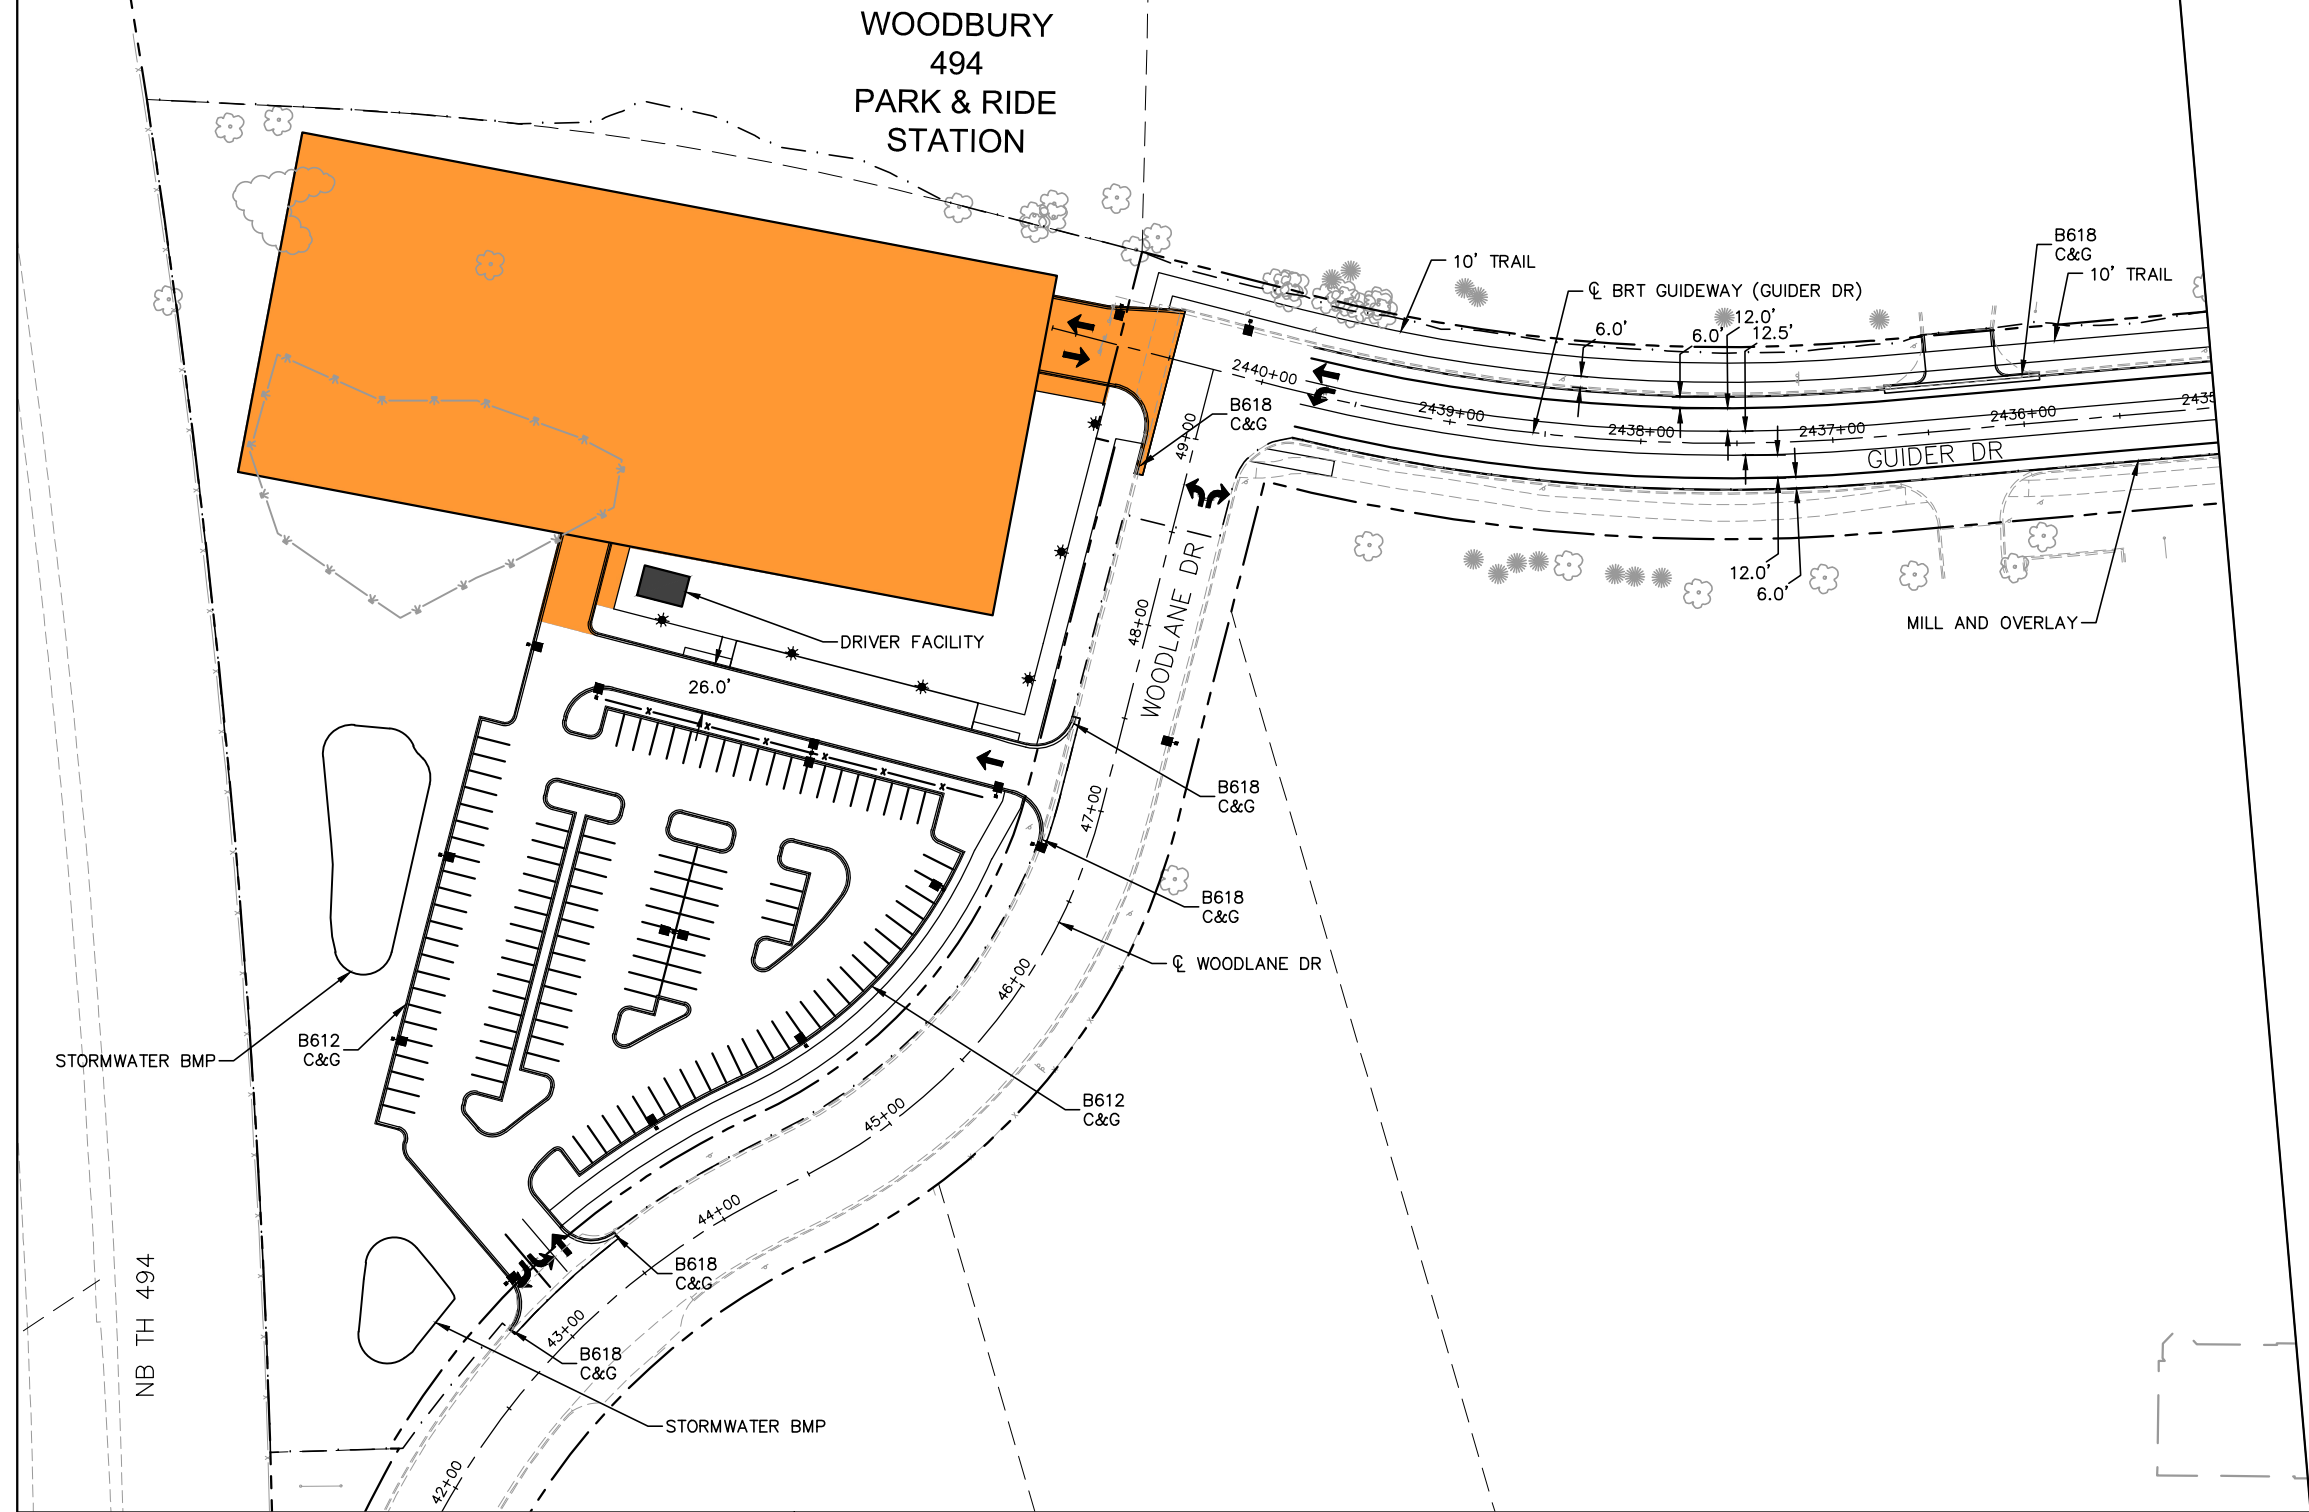 WOODBURY
494
PARK & RIDE
STATION
B618
C&G
10' TRAIL
10' TRAIL
℄ BRT GUIDEWAY (GUIDER DR)
6.0'
6.0'
12.0'
12.5'
2440+00
2439+00
2438+00
2437+00
2436+00
2435
GUIDER DR
B618
C&G
49+00
12.0'
6.0'
MILL AND OVERLAY
DRIVER FACILITY
48+00
WOODLANE DR
26.0'
B618
C&G
47+00
B618
C&G
℄ WOODLANE DR
46+00
STORMWATER BMP
B612
C&G
B612
C&G
45+00
44+00
B618
C&G
43+00
B618
C&G
NB TH 494
STORMWATER BMP
42+00